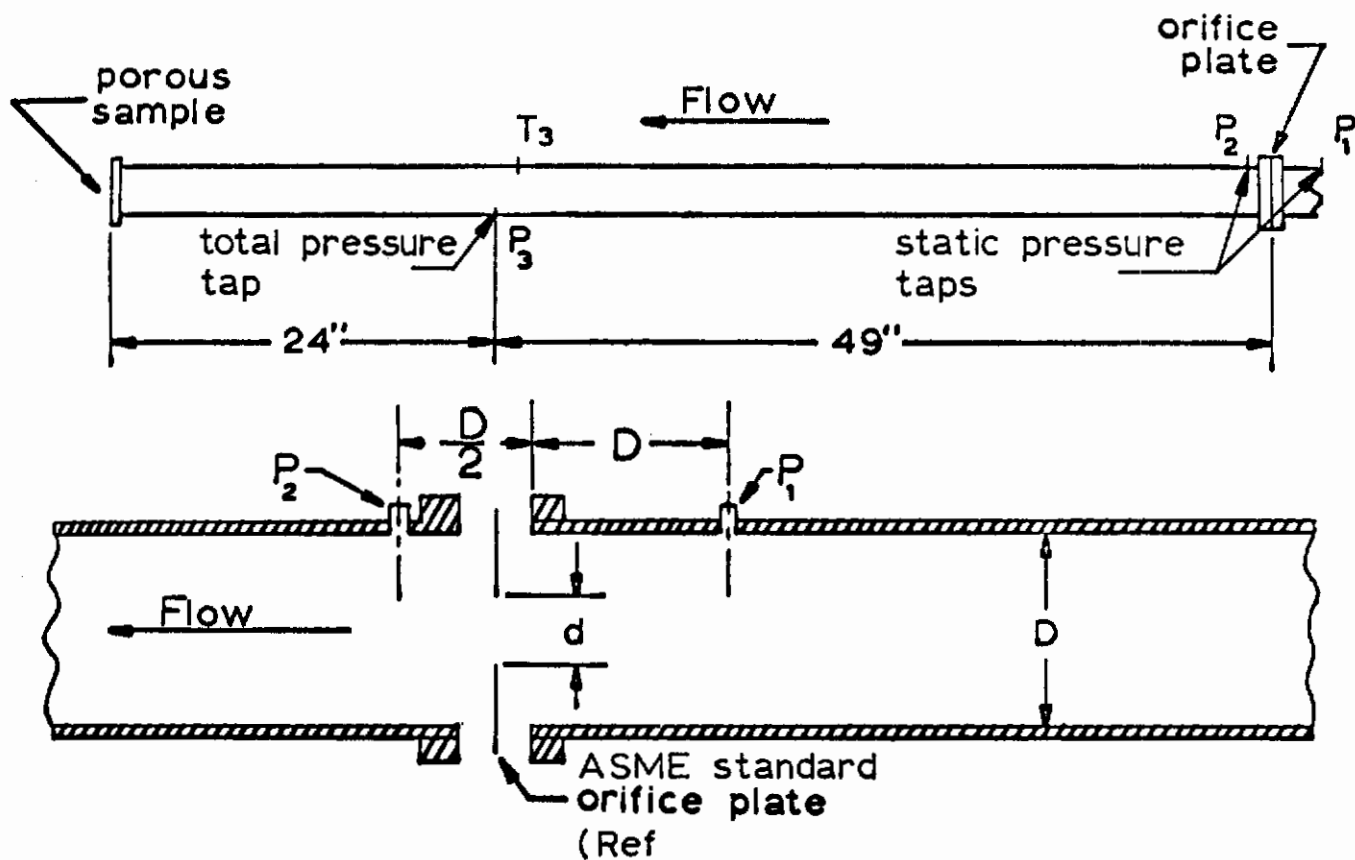 orifice
plate
porous
sample
Flow
T3
P2
P1
total pressure
tap
P3
static pressure
taps
24"
49"
D
2
D
P2
P1
Flow
d
D
ASME standard
orifice plate
(Ref